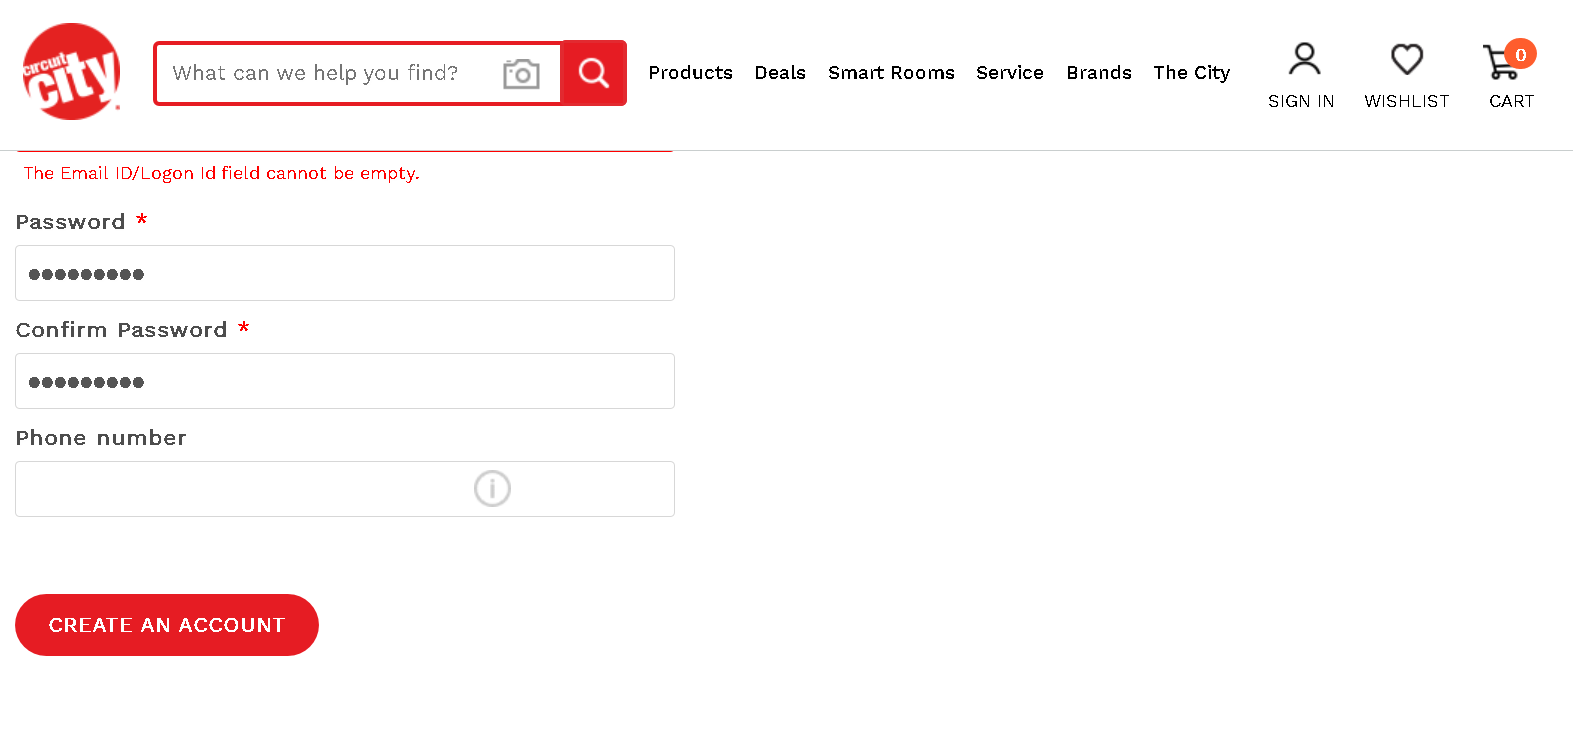 circuit
city
What can we help you find?
Products Deals Smart Rooms Service Brands The City
SIGN IN WISHLIST 0 CART
The Email ID/Logon Id field cannot be empty.
Password *
●●●●●●●●●
Confirm Password *
●●●●●●●●●
Phone number
i
CREATE AN ACCOUNT